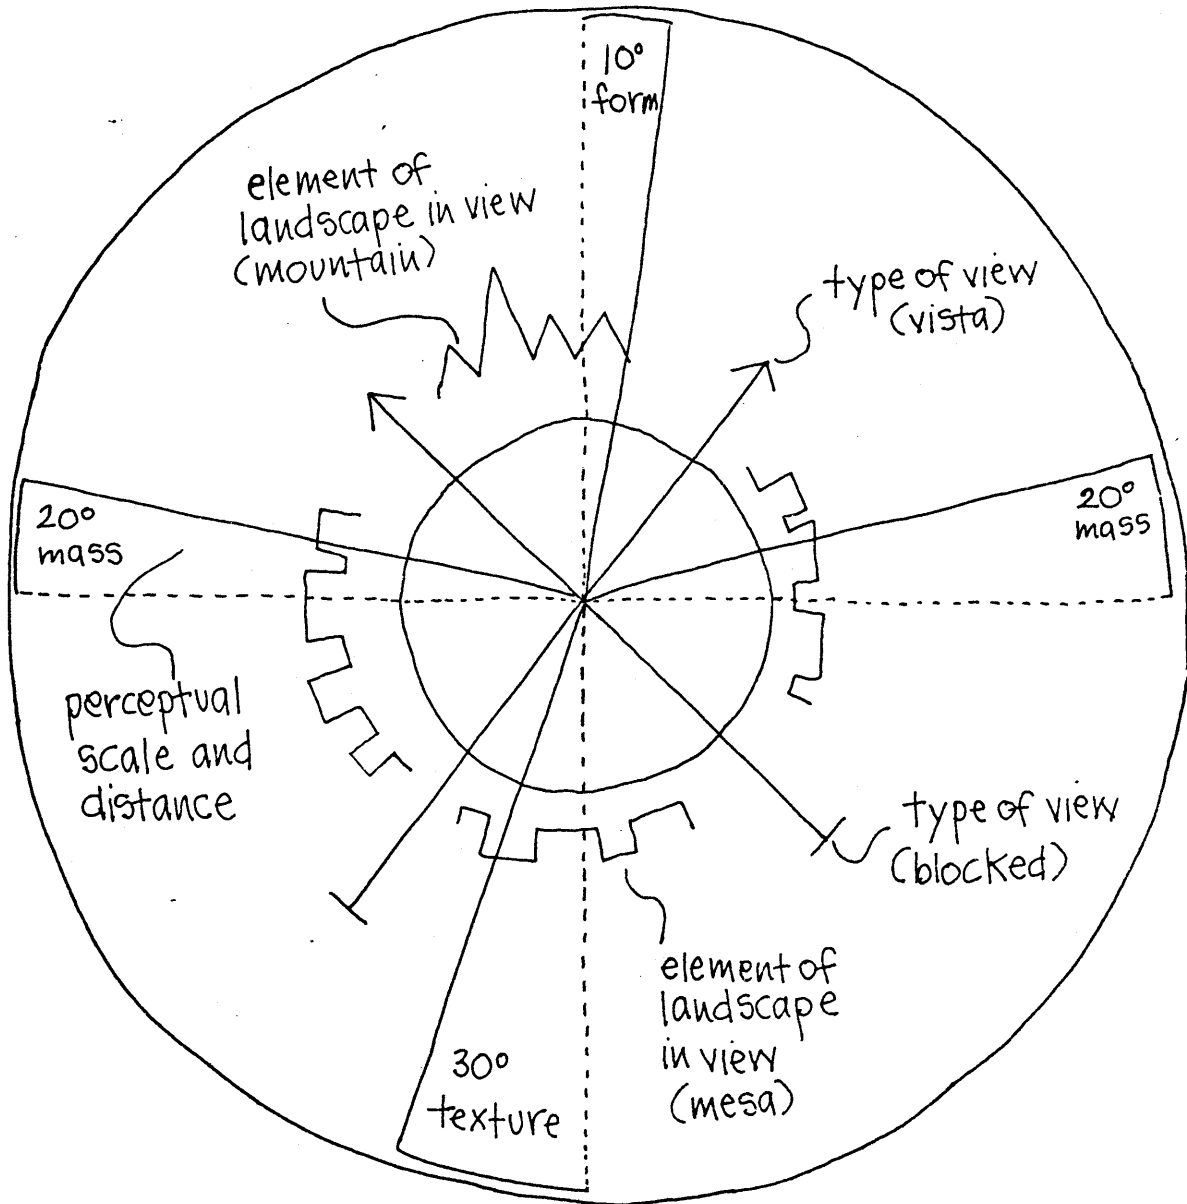 10°
form
element of
landscape in view
(mountain)
type of view
(vista)
20°
mass
20°
mass
perceptual
scale and
distance
type of view
(blocked)
element of
landscape
in view
(mesa)
30°
texture